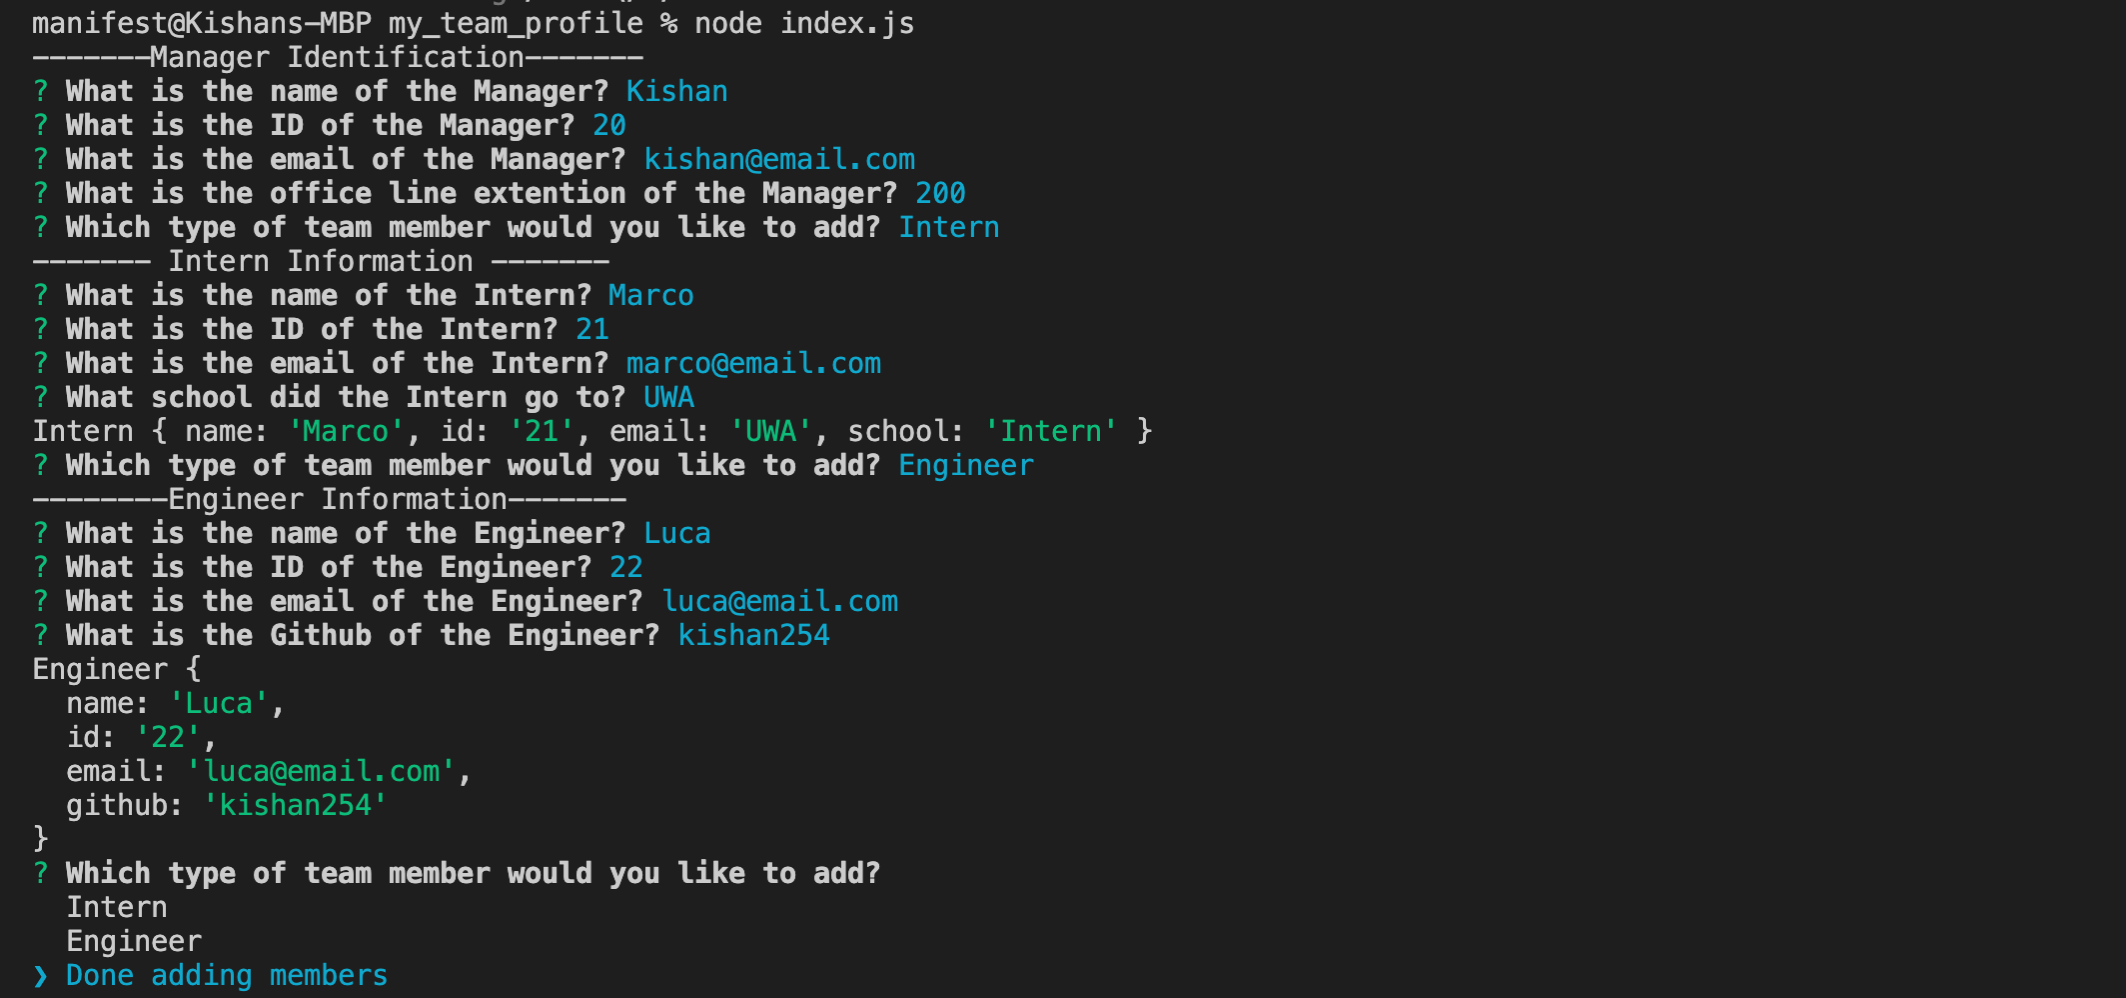 manifest@Kishans-MBP my_team_profile % node index.js
-------Manager Identification-------
? What is the name of the Manager? Kishan
? What is the ID of the Manager? 20
? What is the email of the Manager? kishan@email.com
? What is the office line extention of the Manager? 200
? Which type of team member would you like to add? Intern
------- Intern Information -------
? What is the name of the Intern? Marco
? What is the ID of the Intern? 21
? What is the email of the Intern? marco@email.com
? What school did the Intern go to? UWA
Intern { name: 'Marco', id: '21', email: 'UWA', school: 'Intern' }
? Which type of team member would you like to add? Engineer
--------Engineer Information-------
? What is the name of the Engineer? Luca
? What is the ID of the Engineer? 22
? What is the email of the Engineer? luca@email.com
? What is the Github of the Engineer? kishan254
Engineer {
  name: 'Luca',
  id: '22',
  email: 'luca@email.com',
  github: 'kishan254'
}
? Which type of team member would you like to add?
  Intern
  Engineer
❯ Done adding members